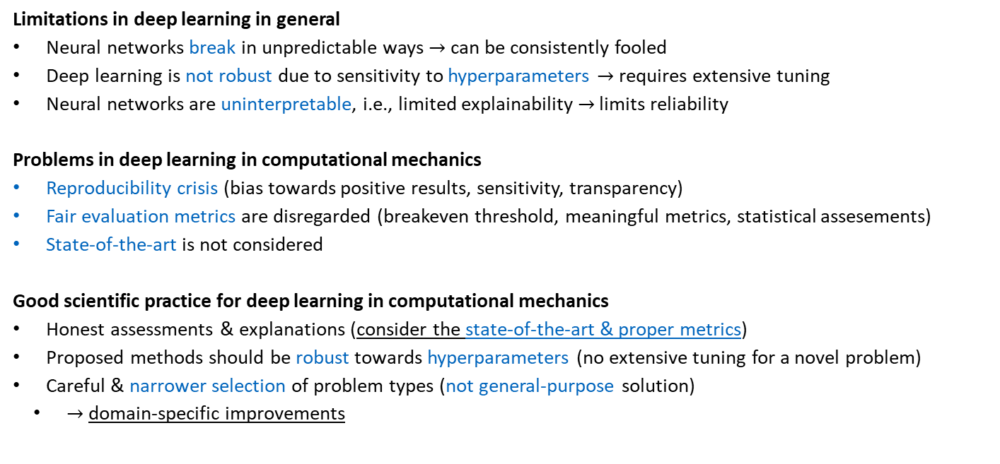 Limitations in deep learning in general
• Neural networks break in unpredictable ways → can be consistently fooled
• Deep learning is not robust due to sensitivity to hyperparameters → requires extensive tuning
• Neural networks are uninterpretable, i.e., limited explainability → limits reliability
Problems in deep learning in computational mechanics
• Reproducibility crisis (bias towards positive results, sensitivity, transparency)
• Fair evaluation metrics are disregarded (breakeven threshold, meaningful metrics, statistical assesements)
• State-of-the-art is not considered
Good scientific practice for deep learning in computational mechanics
• Honest assessments & explanations (consider the state-of-the-art & proper metrics)
• Proposed methods should be robust towards hyperparameters (no extensive tuning for a novel problem)
• Careful & narrower selection of problem types (not general-purpose solution)
• → domain-specific improvements